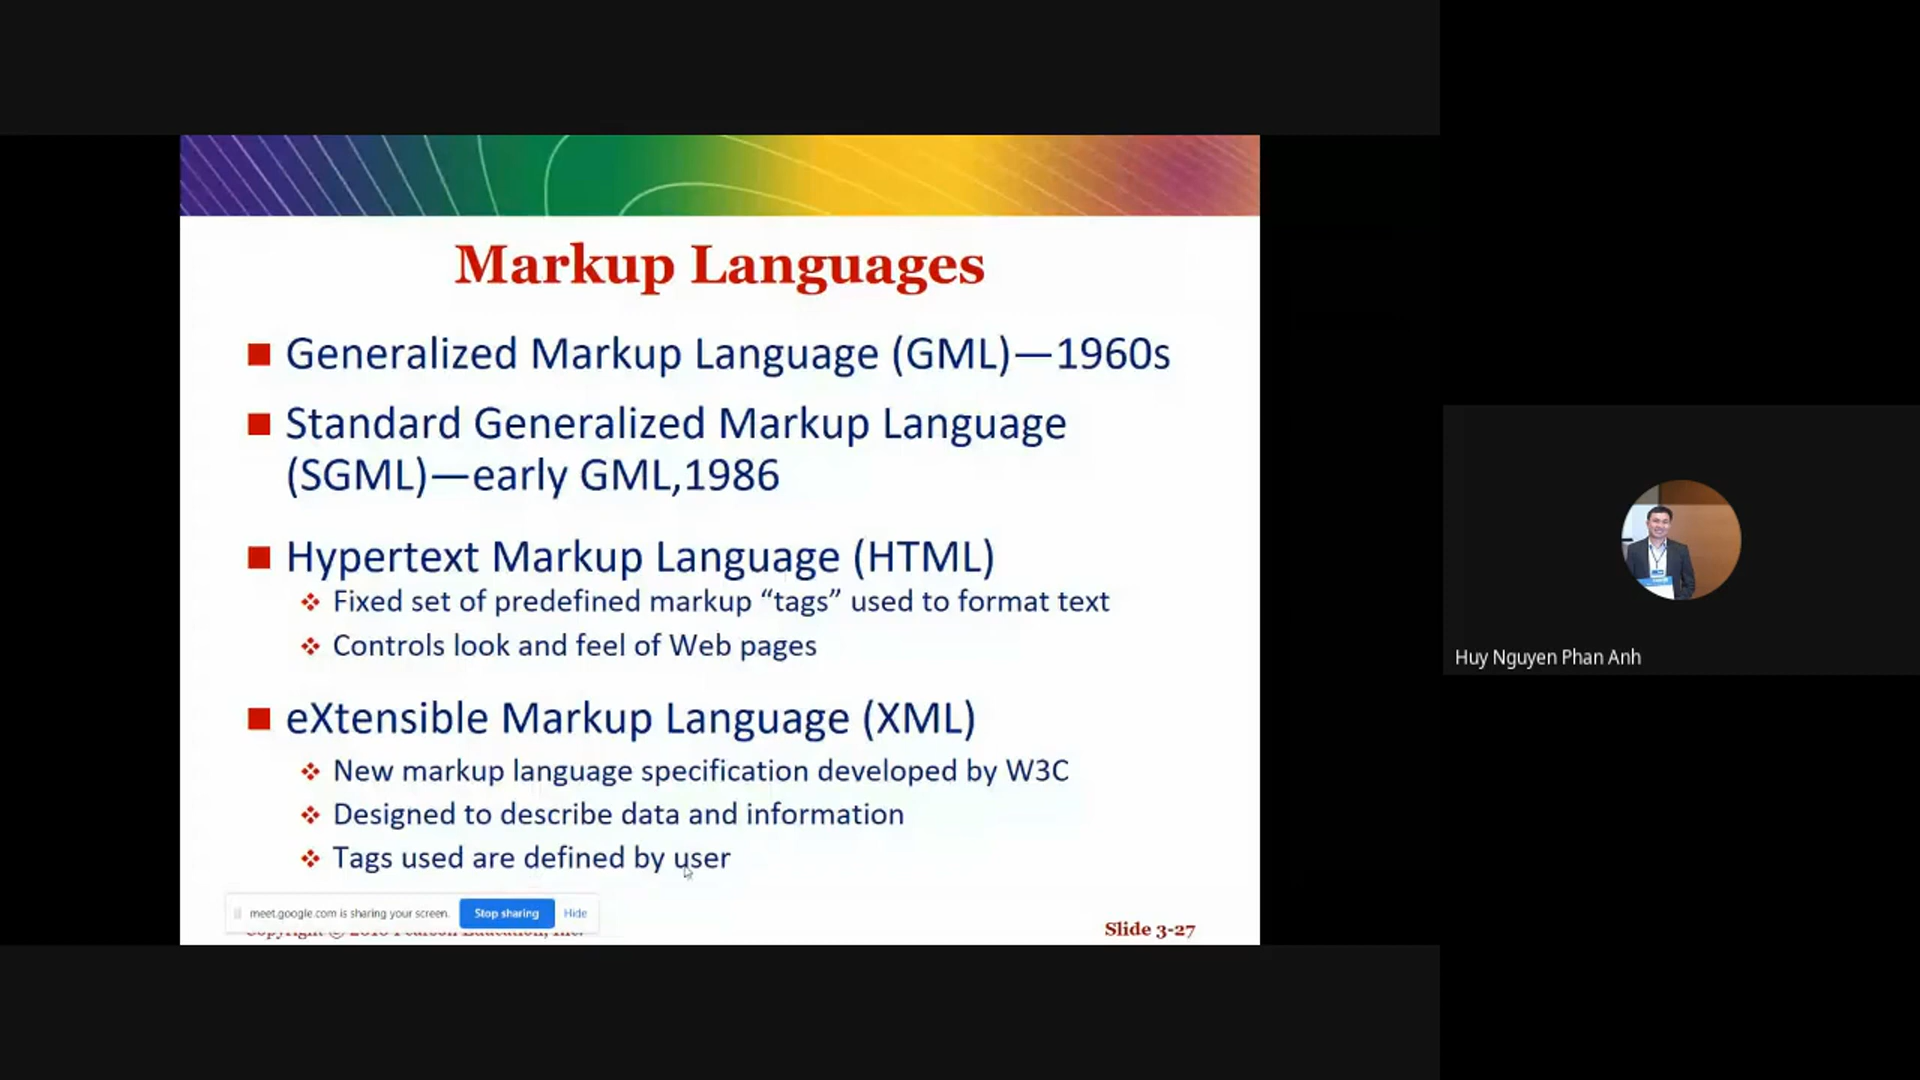 Markup Languages
Generalized Markup Language (GML)—1960s
Standard Generalized Markup Language
(SGML)—early GML,1986
Hypertext Markup Language (HTML)
Fixed set of predefined markup “tags” used to format text
Controls look and feel of Web pages
eXtensible Markup Language (XML)
New markup language specification developed by W3C
Designed to describe data and information
Tags used are defined by user
meet.google.com is sharing your screen. Stop sharing Hide
Slide 3-27
Huy Nguyen Phan Anh